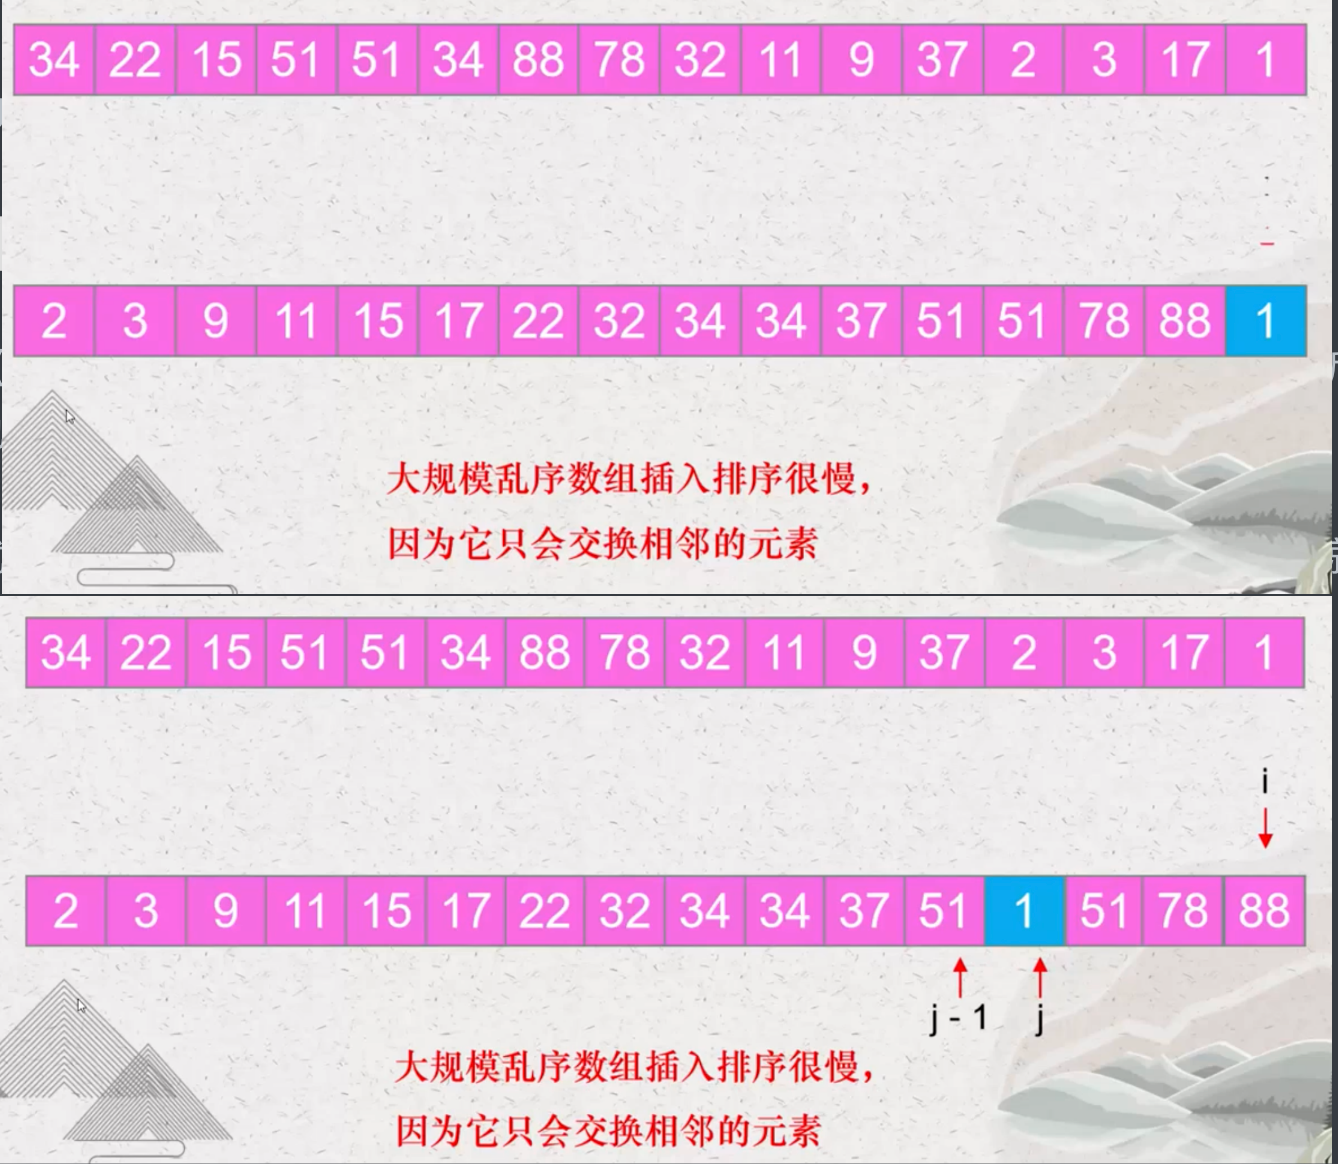 34 22 15 51 51 34 88 78 32 11 9 37 2 3 17 1
2 3 9 11 15 17 22 32 34 34 37 51 51 78 88 1
大规模乱序数组插入排序很慢，
因为它只会交换相邻的元素
34 22 15 51 51 34 88 78 32 11 9 37 2 3 17 1
i
2 3 9 11 15 17 22 32 34 34 37 51 1 51 78 88
j - 1 j
大规模乱序数组插入排序很慢，
因为它只会交换相邻的元素